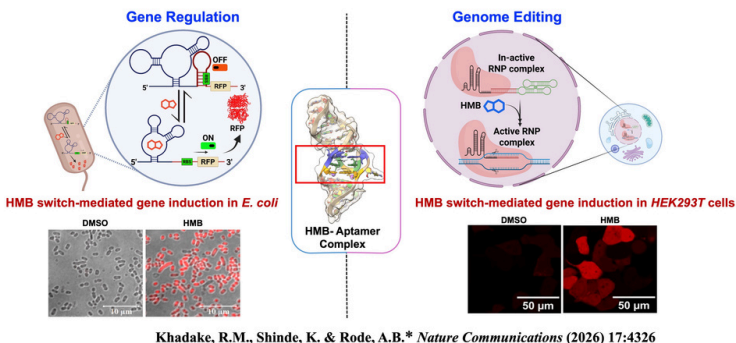 Gene Regulation
Genome Editing
OFF
5'
RBS
RFP
3'
RFP
ON
5'
RBS
RFP
3'
In-active
RNP complex
HMB
Active RNP
complex
HMB switch-mediated gene induction in E. coli
HMB- Aptamer
Complex
HMB switch-mediated gene induction in HEK293T cells
DMSO
HMB
10 µm
10 µm
DMSO
HMB
50 µm
50 µm
Khadake, R.M., Shinde, K. & Rode, A.B.* Nature Communications (2026) 17:4326